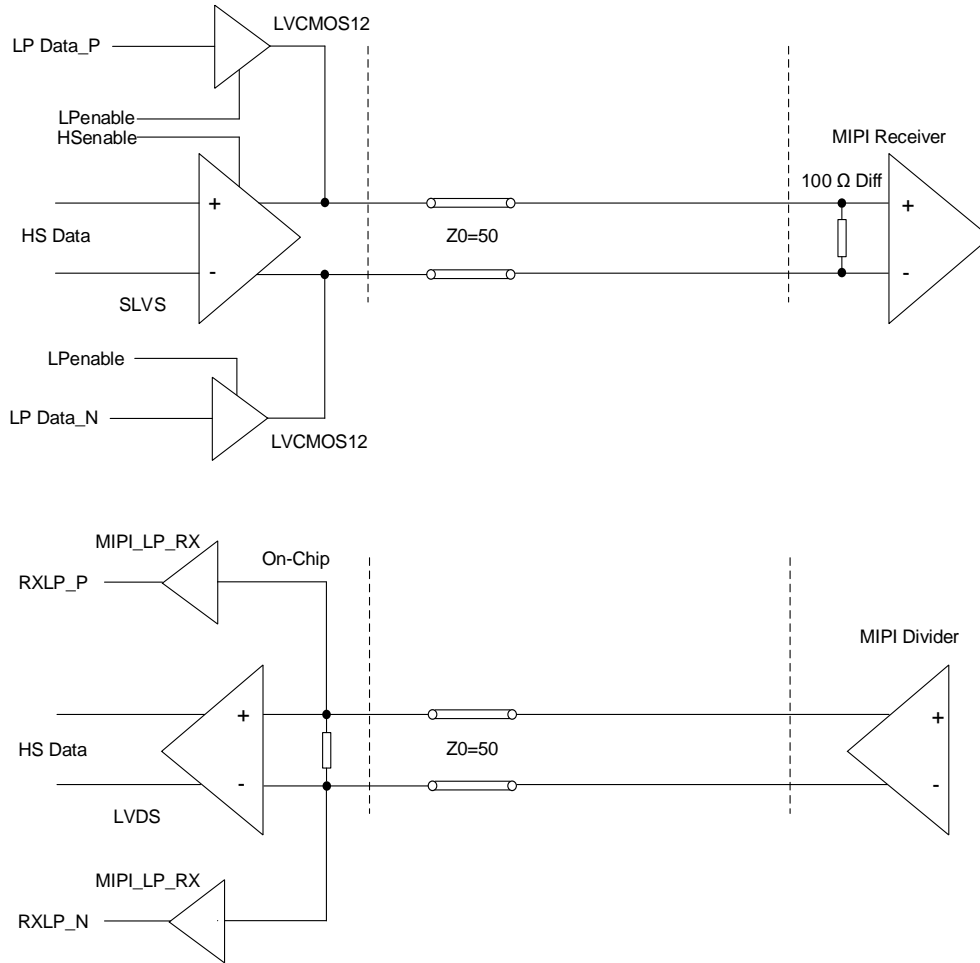 LVCMOS12
LP Data_P
LPenable
HSenable
MIPI Receiver
100 Ω Diff
+
+
HS Data
Z0=50
-
-
SLVS
LPenable
LP Data_N
LVCMOS12
MIPI_LP_RX
On-Chip
RXLP_P
MIPI Divider
+
+
HS Data
Z0=50
-
-
LVDS
MIPI_LP_RX
RXLP_N